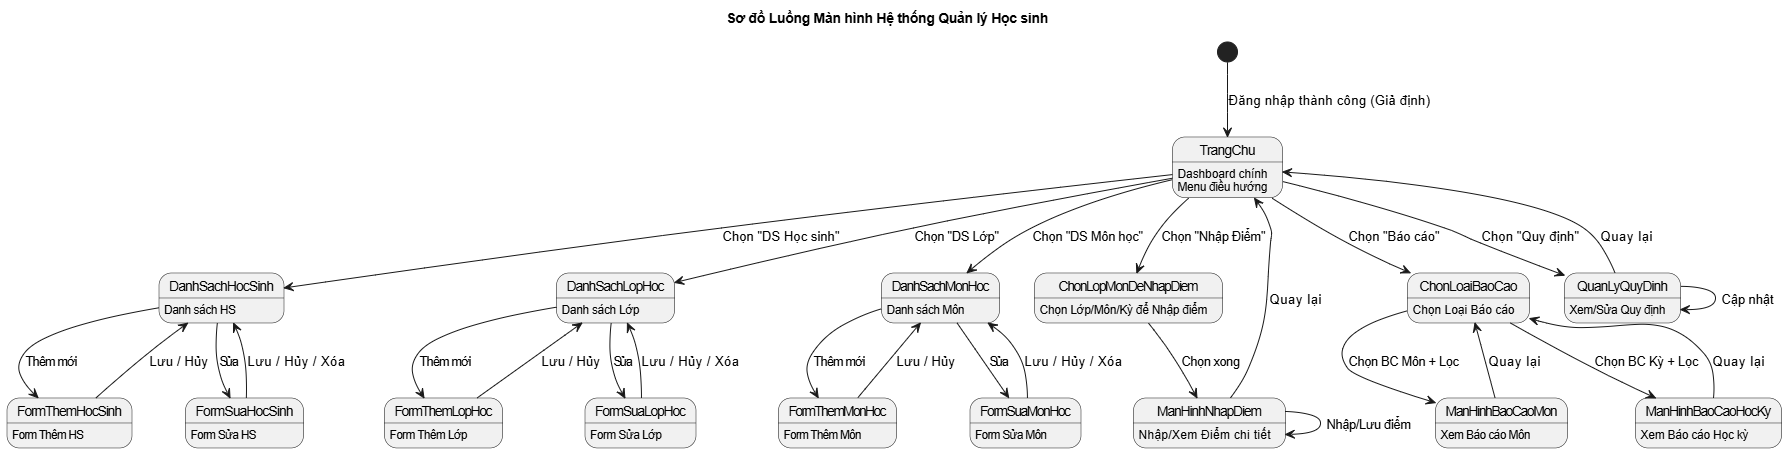 Sơ đồ Luồng Màn hình Hệ thống Quản lý Học sinh
Đăng nhập thành công (Giả định)
TrangChu
Dashboard chính
Menu điều hướng
Chọn "DS Học sinh"
Chọn "DS Lớp"
Chọn "DS Môn học"
Chọn "Nhập Điểm"
Chọn "Báo cáo"
Chọn "Quy định"
Quay lại
DanhSachHocSinh
Danh sách HS
DanhSachLopHoc
Danh sách Lớp
DanhSachMonHoc
Danh sách Môn
ChonLopMonDeNhapDiem
Chọn Lớp/Môn/Kỳ để Nhập điểm
Quay lại
ChonLoaiBaoCao
Chọn Loại Báo cáo
QuanLyQuyDinh
Xem/Sửa Quy định
Cập nhật
Thêm mới
Lưu / Hủy
Sửa
Lưu / Hủy / Xóa
Thêm mới
Lưu / Hủy
Sửa
Lưu / Hủy / Xóa
Thêm mới
Lưu / Hủy
Sửa
Lưu / Hủy / Xóa
Chọn xong
Chọn BC Môn + Lọc
Quay lại
Chọn BC Kỳ + Lọc
Quay lại
FormThemHocSinh
Form Thêm HS
FormSuaHocSinh
Form Sửa HS
FormThemLopHoc
Form Thêm Lớp
FormSuaLopHoc
Form Sửa Lớp
FormThemMonHoc
Form Thêm Môn
FormSuaMonHoc
Form Sửa Môn
ManHinhNhapDiem
Nhập/Xem Điểm chi tiết
Nhập/Lưu điểm
ManHinhBaoCaoMon
Xem Báo cáo Môn
ManHinhBaoCaoHocKy
Xem Báo cáo Học kỳ